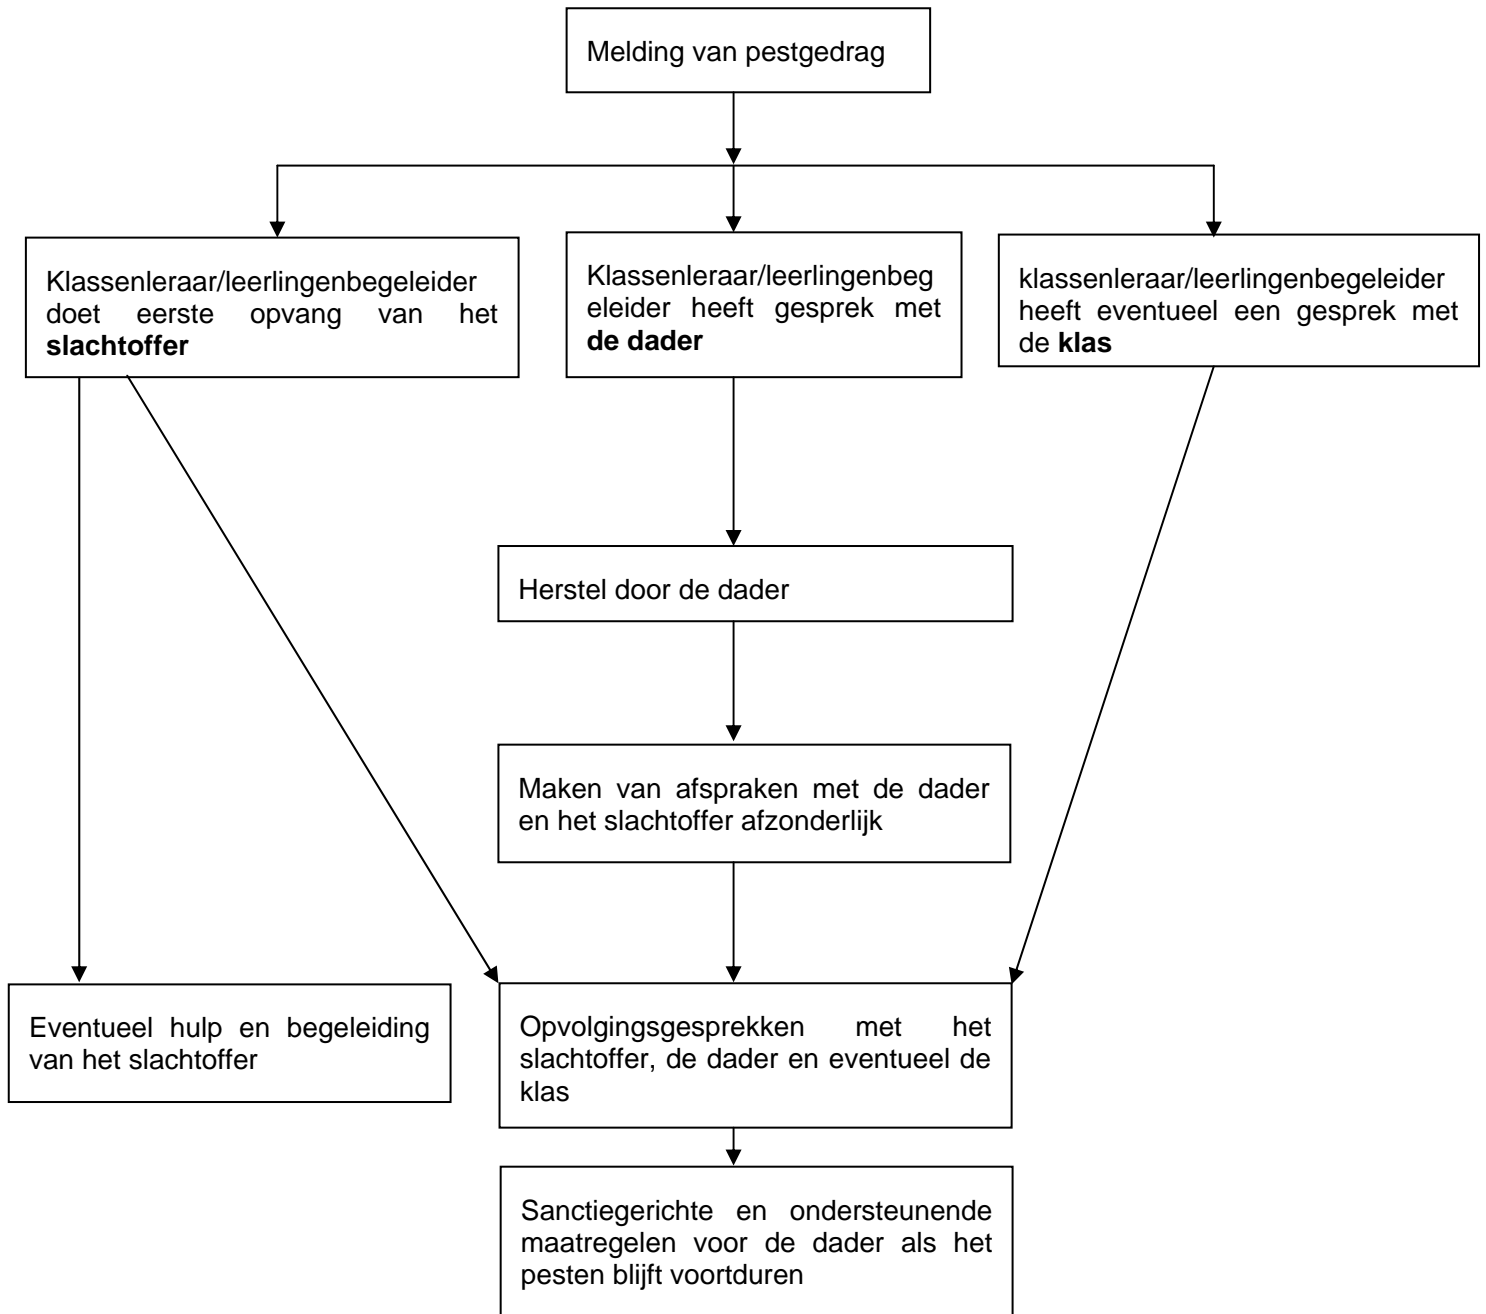 Melding van pestgedrag
Klassenleraar/leerlingenbegeleider
doet eerste opvang van het
slachtoffer
Klassenleraar/leerlingenbeg
eleider heeft gesprek met
de dader
klassenleraar/leerlingenbegeleider
heeft eventueel een gesprek met
de klas
Herstel door de dader
Maken van afspraken met de dader
en het slachtoffer afzonderlijk
Eventueel hulp en begeleiding
van het slachtoffer
Opvolgingsgesprekken met het
slachtoffer, de dader en eventueel de
klas
Sanctiegerichte en ondersteunende
maatregelen voor de dader als het
pesten blijft voortduren